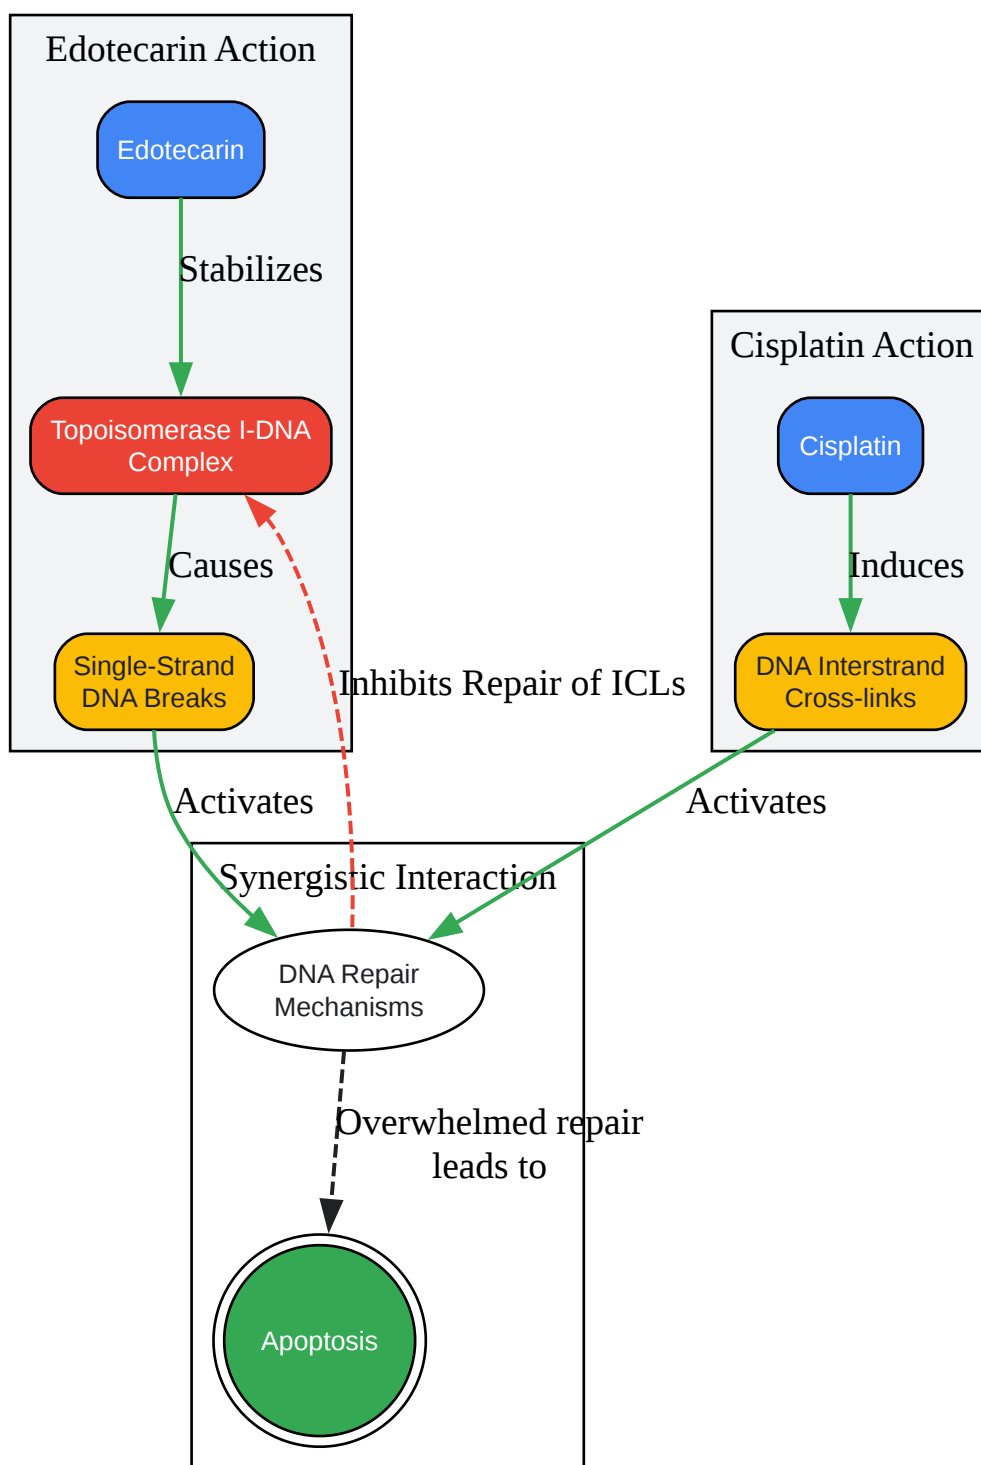 Edotecarin Action
Edotecarin
Stabilizes
Cisplatin Action
Topoisomerase I-DNA
Complex
Cisplatin
Causes
Induces
Single-Strand
DNA Breaks
Inhibits Repair of ICLs
DNA Interstrand
Cross-links
Activates
Activates
Synergistic Interaction
DNA Repair
Mechanisms
Overwhelmed repair
leads to
Apoptosis